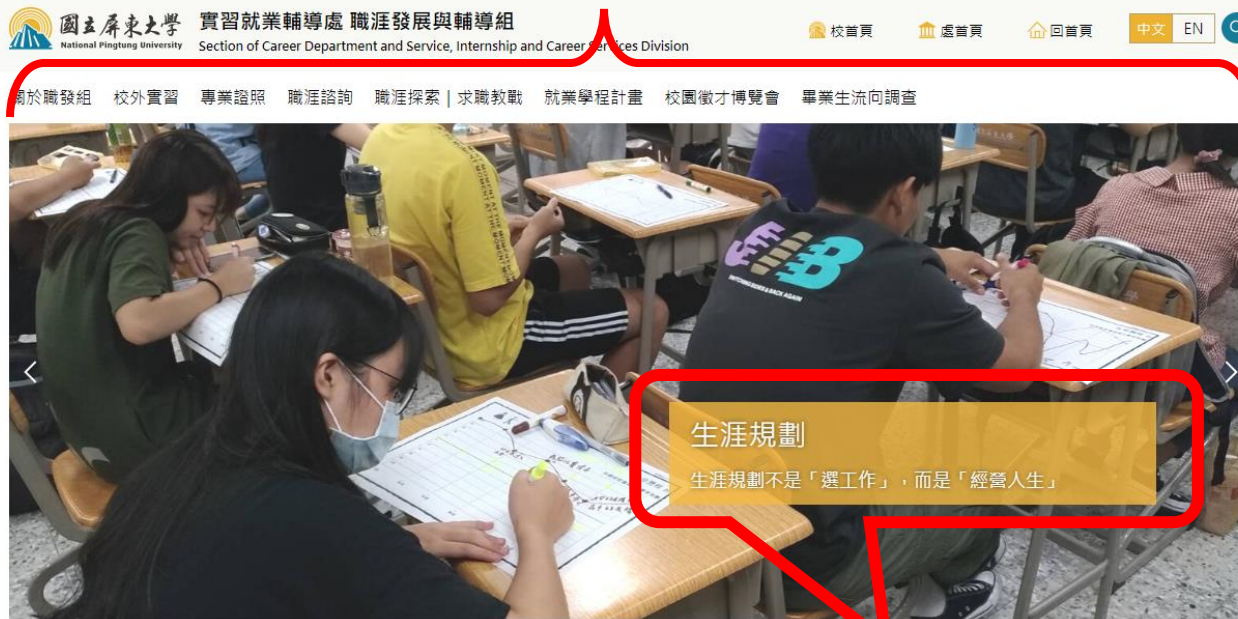 國立屏東大學
National Pingtung University
實習就業輔導處 職涯發展與輔導組
Section of Career Department and Service, Internship and Career Services Division
校首頁
處首頁
回首頁
中文
EN
關於職發組 校外實習 專業證照 職涯諮詢 職涯探索 | 求職教戰 就業學程計畫 校園徵才博覽會 畢業生流向調查
SWITCHING SIDES & BACK AGAIN
生涯規劃
生涯規劃不是「選工作」,而是「經營人生」